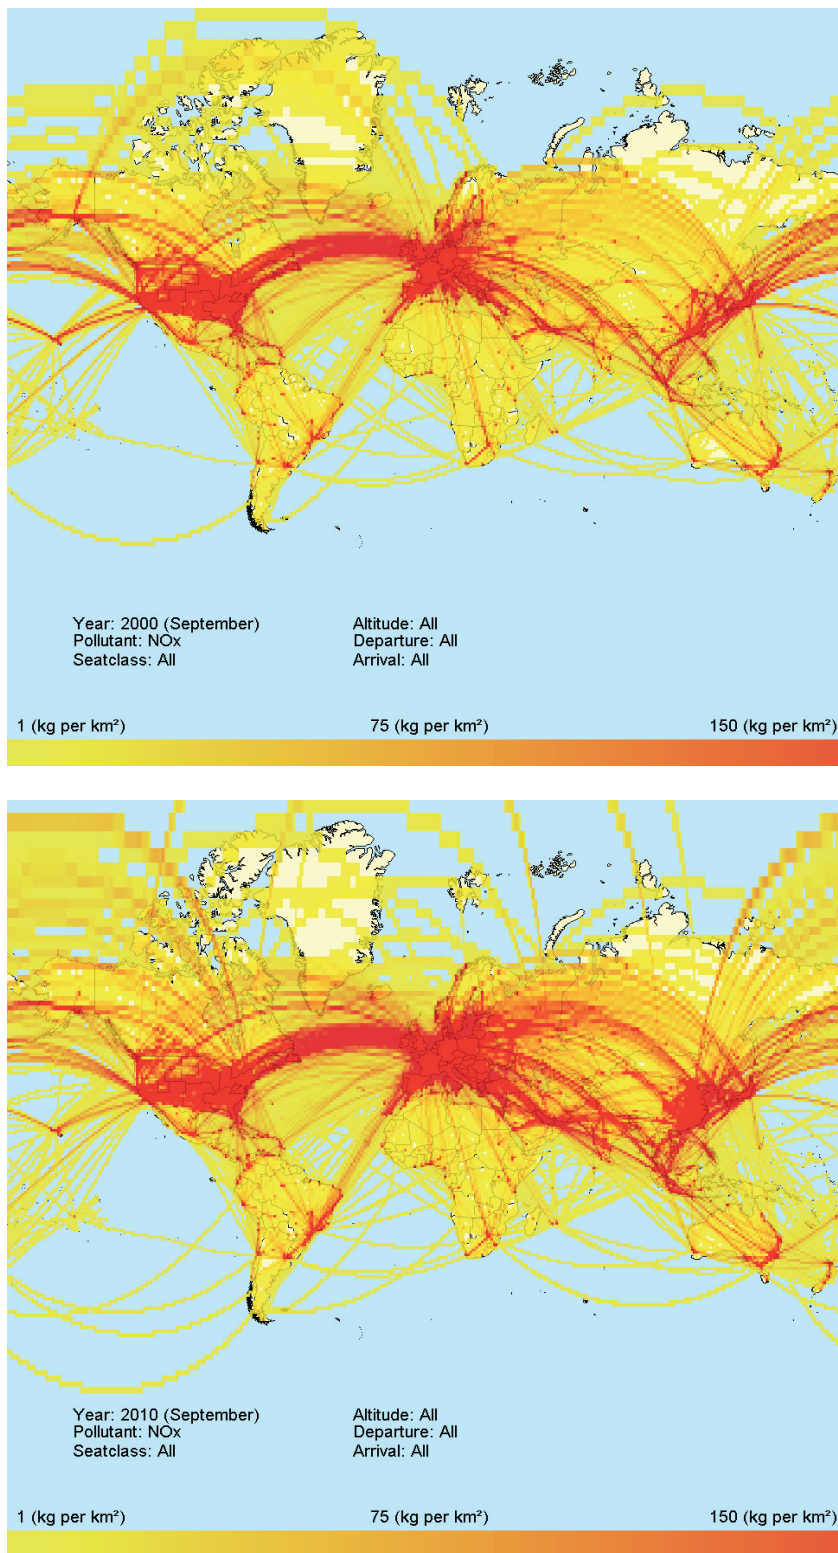 Year: 2000 (September) Altitude: All
Pollutant: NOx Departure: All
Seatclass: All Arrival: All
1 (kg per km²) 75 (kg per km²) 150 (kg per km²)
Year: 2010 (September) Altitude: All
Pollutant: NOx Departure: All
Seatclass: All Arrival: All
1 (kg per km²) 75 (kg per km²) 150 (kg per km²)